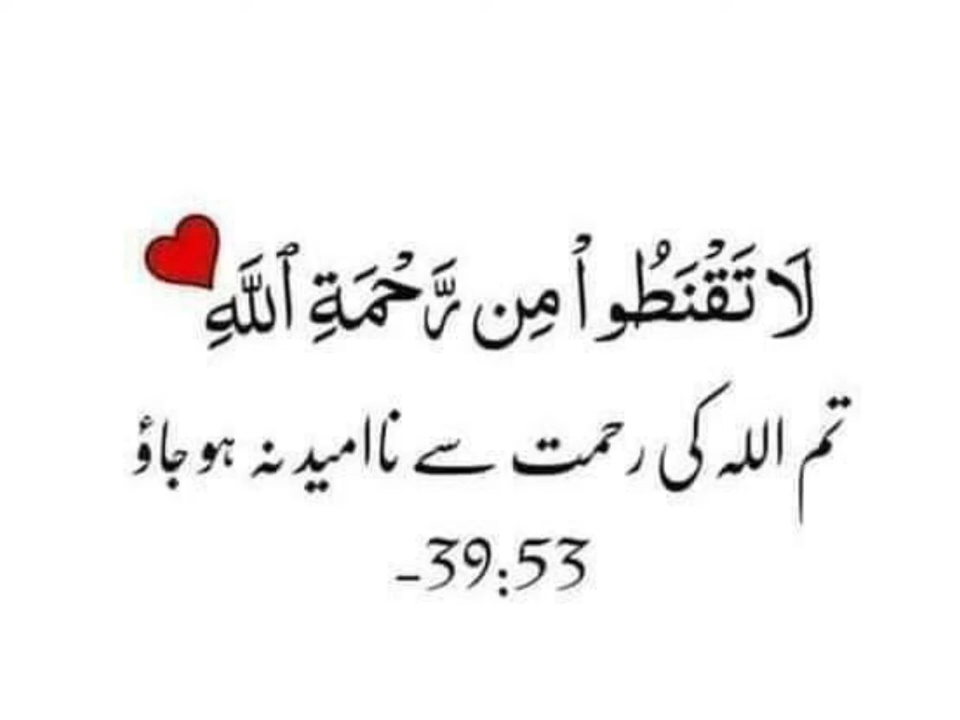 لَا تَقْنَطُوا۟ مِن رَّحْمَةِ ٱللَّهِ
تم اللہ کی رحمت سے ناامید نہ ہو جاؤ
-39:53